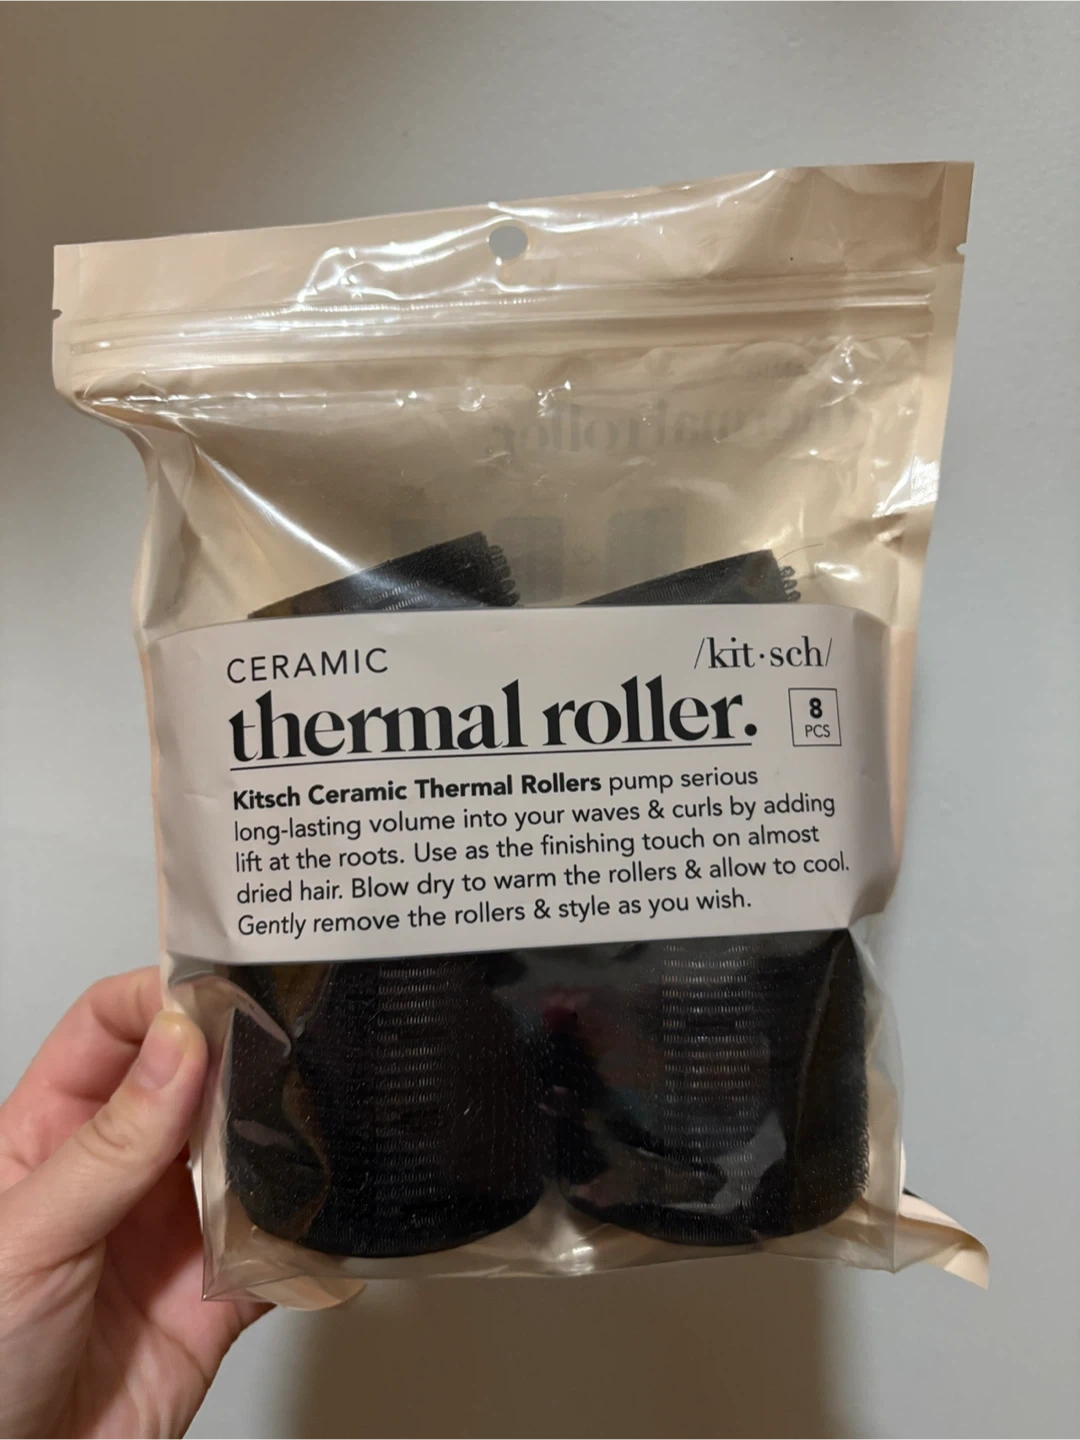 thermal roller.
CERAMIC
/kit·sch/
thermal roller.
8
PCS
Kitsch Ceramic Thermal Rollers pump serious
long-lasting volume into your waves & curls by adding
lift at the roots. Use as the finishing touch on almost
dried hair. Blow dry to warm the rollers & allow to cool.
Gently remove the rollers & style as you wish.